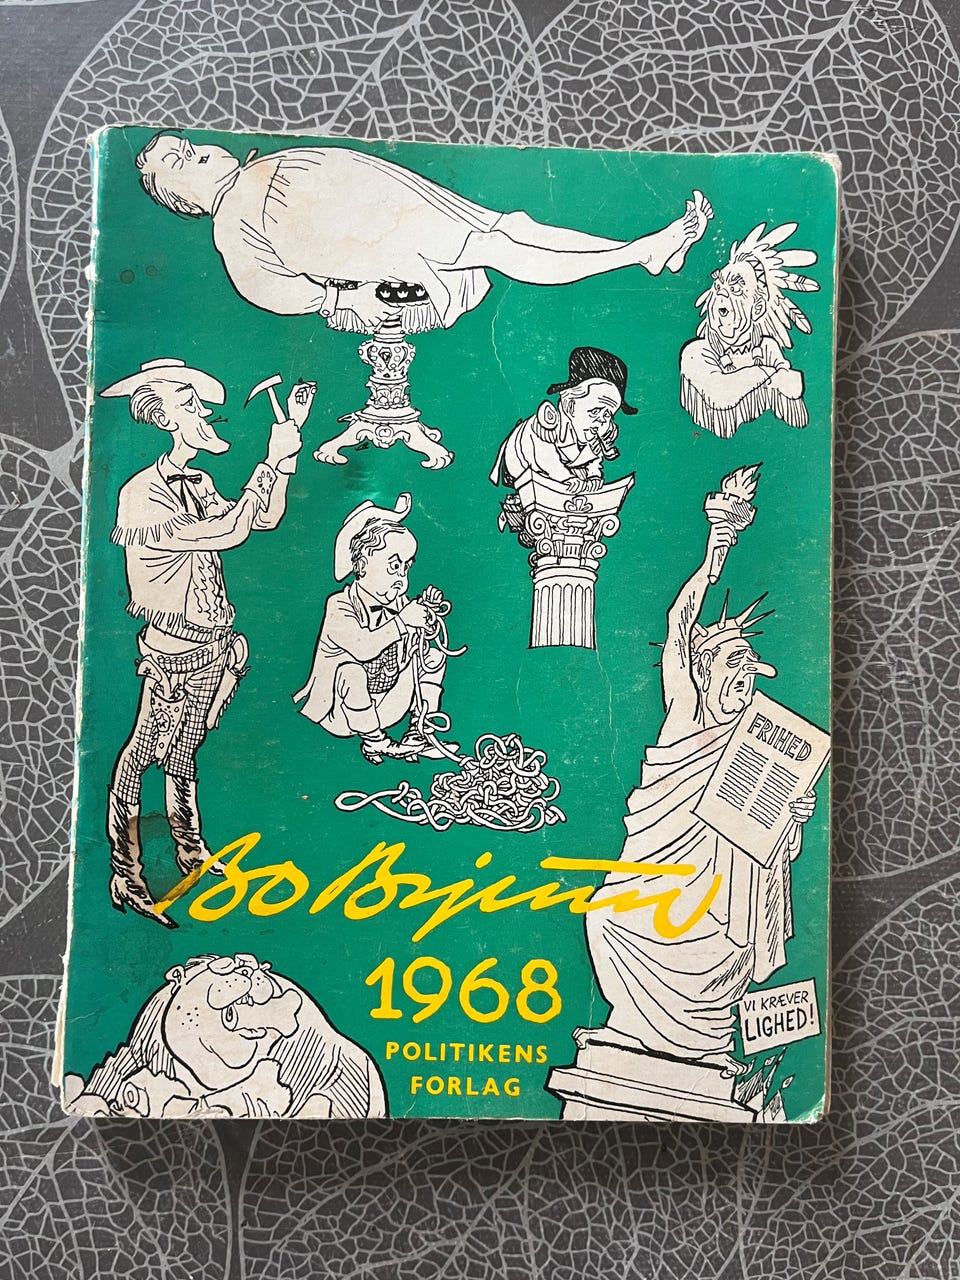 FRIHED
Bo Bojesen
1968
VI KRÆVER
LIGHED!
POLITIKENS
FORLAG